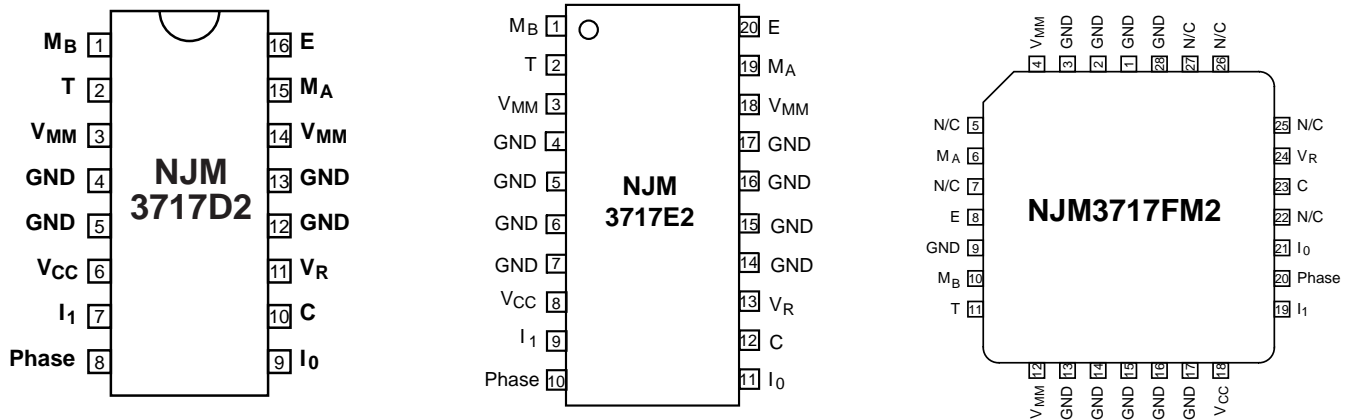 MB 1
T 2
VMM 3
GND 4
GND 5
VCC 6
I1 7
Phase 8
NJM
3717D2
16 E
15 MA
14 VMM
13 GND
12 GND
11 VR
10 C
9 I0
MB 1
T 2
VMM 3
GND 4
GND 5
GND 6
GND 7
VCC 8
I1 9
Phase 10
NJM
3717E2
20 E
19 MA
18 VMM
17 GND
16 GND
15 GND
14 GND
13 VR
12 C
11 I0
VMM GND GND GND GND N/C N/C
4 3 2 1 28 27 26
N/C 5
MA 6
N/C 7
E 8
GND 9
MB 10
T 11
NJM3717FM2
25 N/C
24 VR
23 C
22 N/C
21 I0
20 Phase
19 I1
12 13 14 15 16 17 18
VMM GND GND GND GND GND VCC